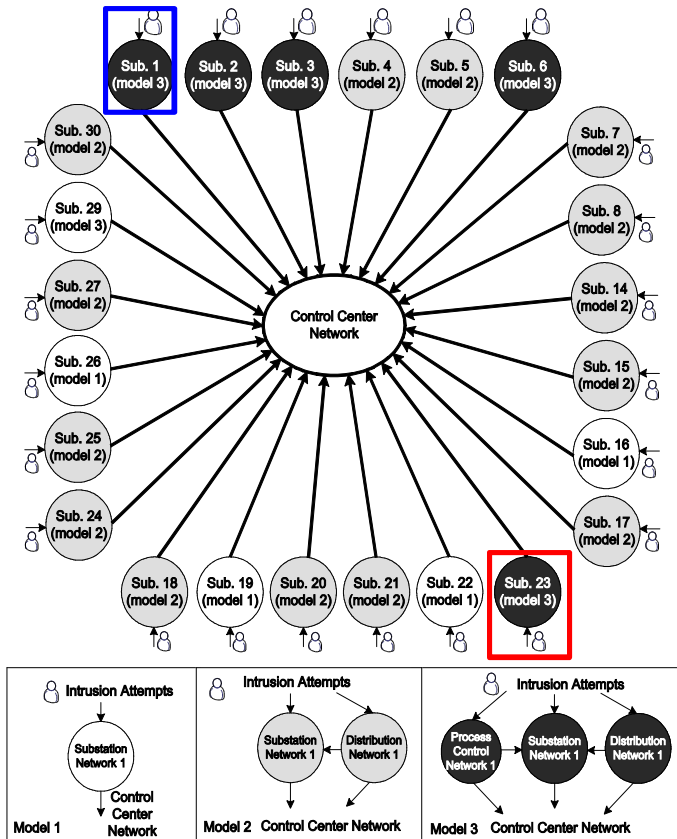 Sub. 1
(model 3)
Sub. 2
(model 3)
Sub. 3
(model 3)
Sub. 4
(model 2)
Sub. 5
(model 2)
Sub. 6
(model 3)
Sub. 30
(model 2)
Sub. 7
(model 2)
Sub. 29
(model 3)
Sub. 8
(model 2)
Sub. 27
(model 2)
Sub. 14
(model 2)
Control Center
Network
Sub. 26
(model 1)
Sub. 15
(model 2)
Sub. 25
(model 2)
Sub. 16
(model 1)
Sub. 24
(model 2)
Sub. 17
(model 2)
Sub. 18
(model 2)
Sub. 19
(model 1)
Sub. 20
(model 2)
Sub. 21
(model 2)
Sub. 22
(model 1)
Sub. 23
(model 3)
Intrusion Attempts
Substation
Network 1
Control
Center
Network
Model 1
Intrusion Attempts
Substation
Network 1
Distribution
Network 1
Model 2
Control Center Network
Intrusion Attempts
Process
Control
Network
1
Substation
Network 1
Distribution
Network 1
Model 3
Control Center Network